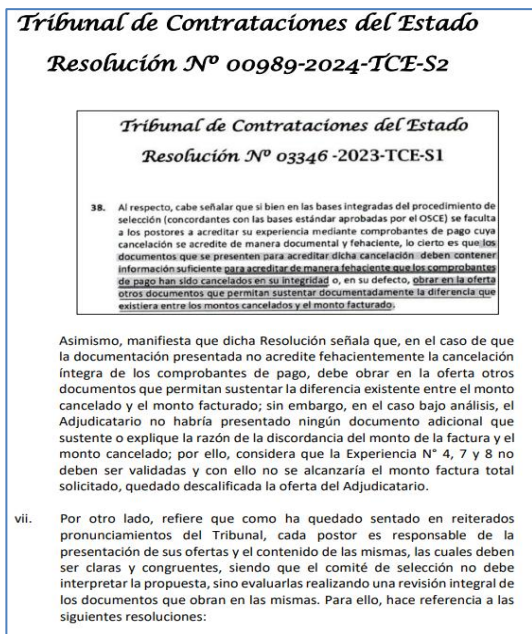 Tribunal de Contrataciones del Estado
Resolución Nº 00989-2024-TCE-S2
Tribunal de Contrataciones del Estado
Resolución Nº 03346 -2023-TCE-S1
38. Al respecto, cabe señalar que si bien en las bases integradas del procedimiento de
selección (concordantes con las bases estándar aprobadas por el OSCE) se faculta
a los postores a acreditar su experiencia mediante comprobantes de pago cuya
cancelación se acredite de manera documental y fehaciente, lo cierto es que los
documentos que se presenten para acreditar dicha cancelación deben contener
información suficiente para acreditar de manera fehaciente que los comprobantes
de pago han sido cancelados en su integridad o, en su defecto, obrar en la oferta
otros documentos que permitan sustentar documentadamente la diferencia que
existiera entre los montos cancelados y el monto facturado.
Asimismo, manifiesta que dicha Resolución señala que, en el caso de que
la documentación presentada no acredite fehacientemente la cancelación
íntegra de los comprobantes de pago, debe obrar en la oferta otros
documentos que permitan sustentar la diferencia existente entre el monto
cancelado y el monto facturado; sin embargo, en el caso bajo análisis, el
Adjudicatario no habría presentado ningún documento adicional que
sustente o explique la razón de la discordancia del monto de la factura y el
monto cancelado; por ello, considera que la Experiencia N° 4, 7 y 8 no
deben ser validadas y con ello no se alcanzaría el monto factura total
solicitado, quedado descalificada la oferta del Adjudicatario.
vii. Por otro lado, refiere que como ha quedado sentado en reiterados
pronunciamientos del Tribunal, cada postor es responsable de la
presentación de sus ofertas y el contenido de las mismas, las cuales deben
ser claras y congruentes, siendo que el comité de selección no debe
interpretar la propuesta, sino evaluarlas realizando una revisión integral de
los documentos que obran en las mismas. Para ello, hace referencia a las
siguientes resoluciones: